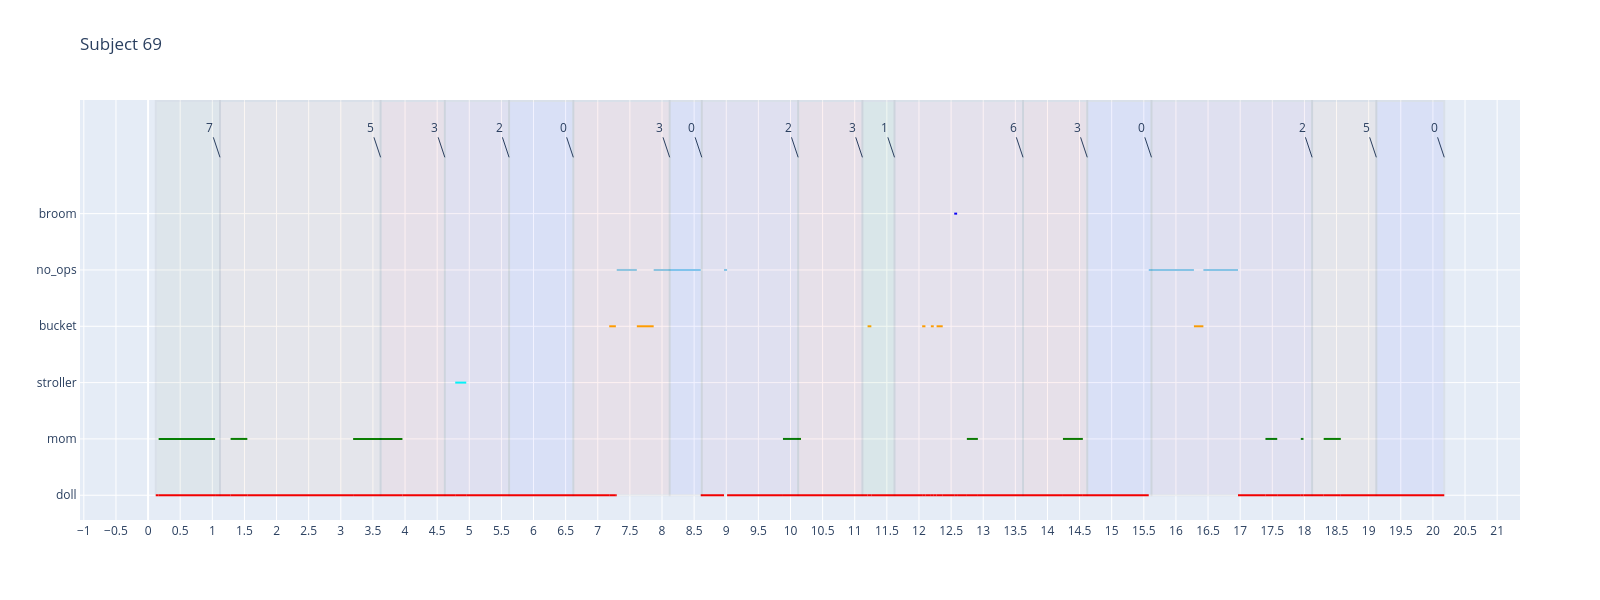 Subject 69
7 5 3 2 0 3 0 2 3 1 6 3 0 2 5 0
broom
no_ops
bucket
stroller
mom
doll
−1 −0.5 0 0.5 1 1.5 2 2.5 3 3.5 4 4.5 5 5.5 6 6.5 7 7.5 8 8.5 9 9.5 10 10.5 11 11.5 12 12.5 13 13.5 14 14.5 15 15.5 16 16.5 17 17.5 18 18.5 19 19.5 20 20.5 21